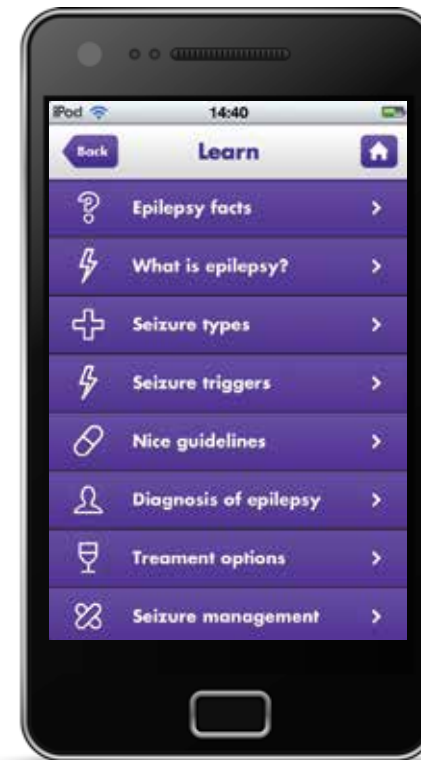 iPod 14:40
Back Learn
Epilepsy facts
What is epilepsy?
Seizure types
Seizure triggers
Nice guidelines
Diagnosis of epilepsy
Treament options
Seizure management